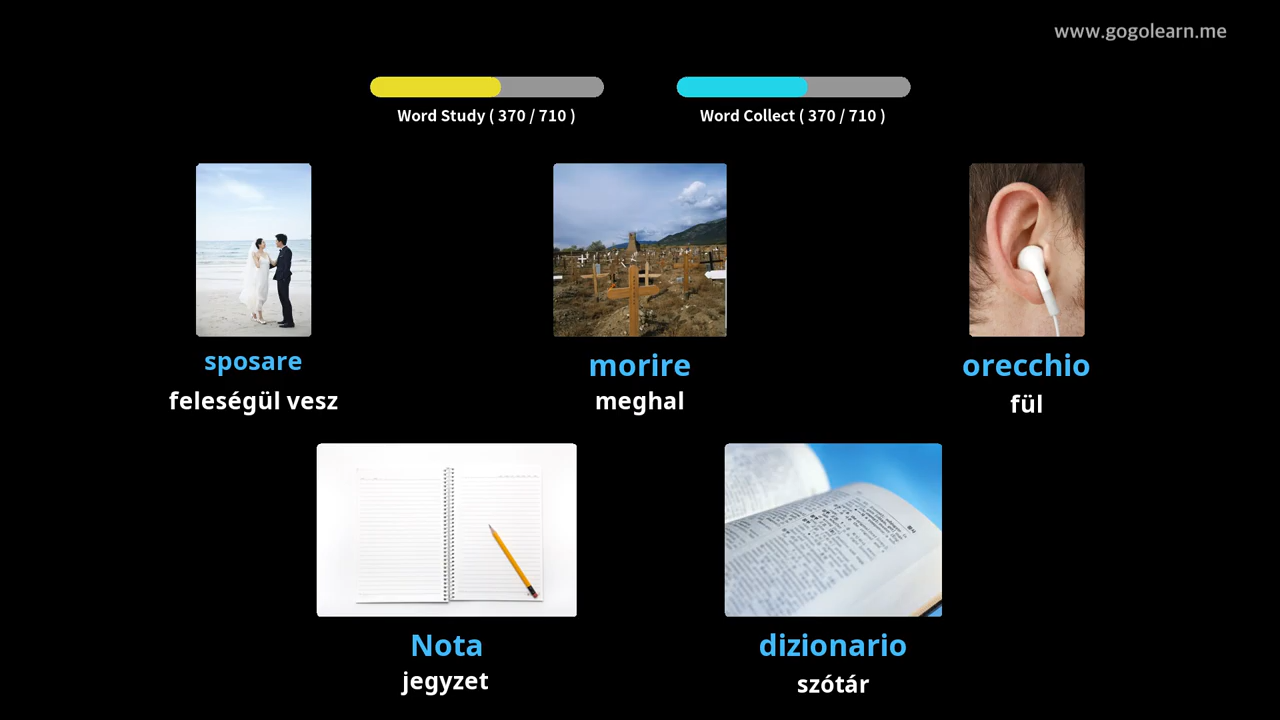 www.gogolearn.me
Word Study ( 370 / 710 )
Word Collect ( 370 / 710 )
sposare
feleségül vesz
morire
meghal
orecchio
fül
Nota
jegyzet
dizionario
szótár